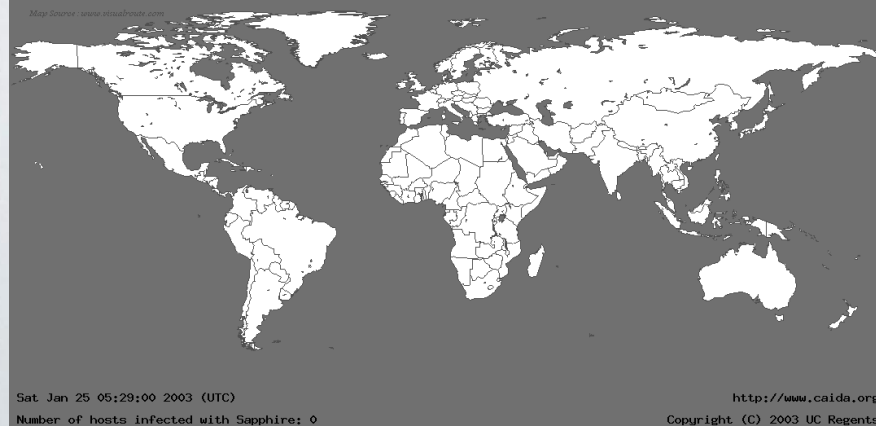 Map Source : www.visualroute.com
Sat Jan 25 05:29:00 2003 (UTC)
http://www.caida.org
Number of hosts infected with Sapphire: 0
Copyright (C) 2003 UC Regents